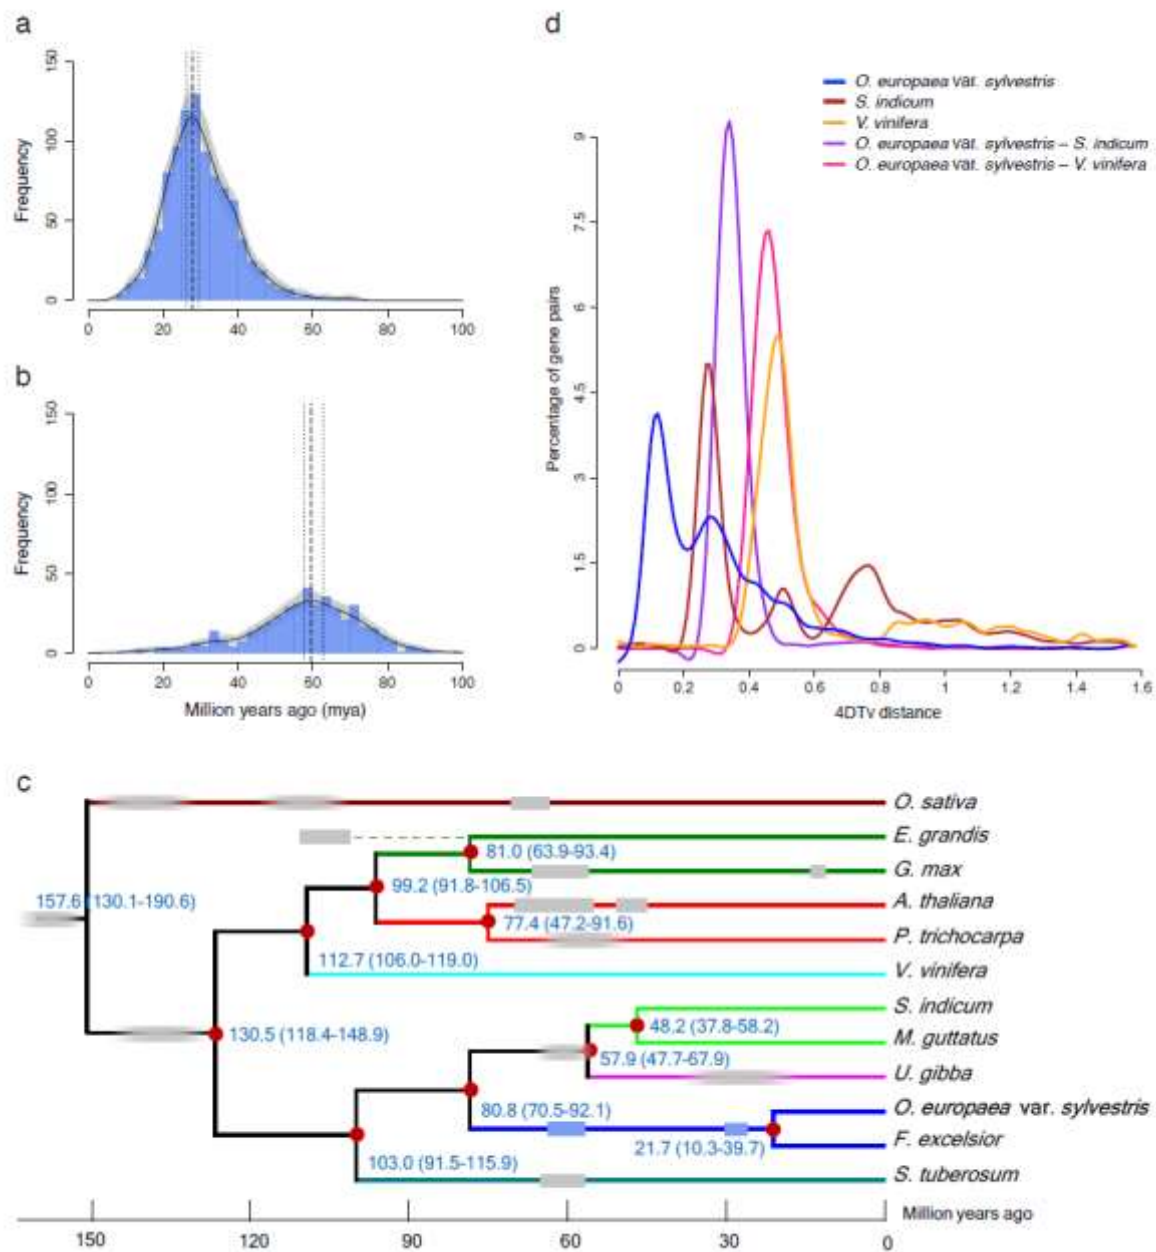 a
150
100
50
0
Frequency
0 20 40 60 80 100
b
150
100
50
0
Frequency
0 20 40 60 80 100
Million years ago (mya)
d
O. europaea var. sylvestris
S. indicum
V. vinifera
O. europaea var. sylvestris – S. indicum
O. europaea var. sylvestris – V. vinifera
9
7.5
6
4.5
3
1.5
0
Percentage of gene pairs
0 0.2 0.4 0.6 0.8 1 1.2 1.4 1.6
4DTv distance
c
O. sativa
E. grandis
81.0 (63.9-93.4)
G. max
99.2 (91.8-106.5)
157.6 (130.1-190.6)
A. thaliana
77.4 (47.2-91.6)
P. trichocarpa
112.7 (106.0-119.0)
V. vinifera
S. indicum
130.5 (118.4-148.9)
48.2 (37.8-58.2)
M. guttatus
57.9 (47.7-67.9)
U. gibba
80.8 (70.5-92.1)
O. europaea var. sylvestris
21.7 (10.3-39.7)
F. excelsior
103.0 (91.5-115.9)
S. tuberosum
Million years ago
150 120 90 60 30 0